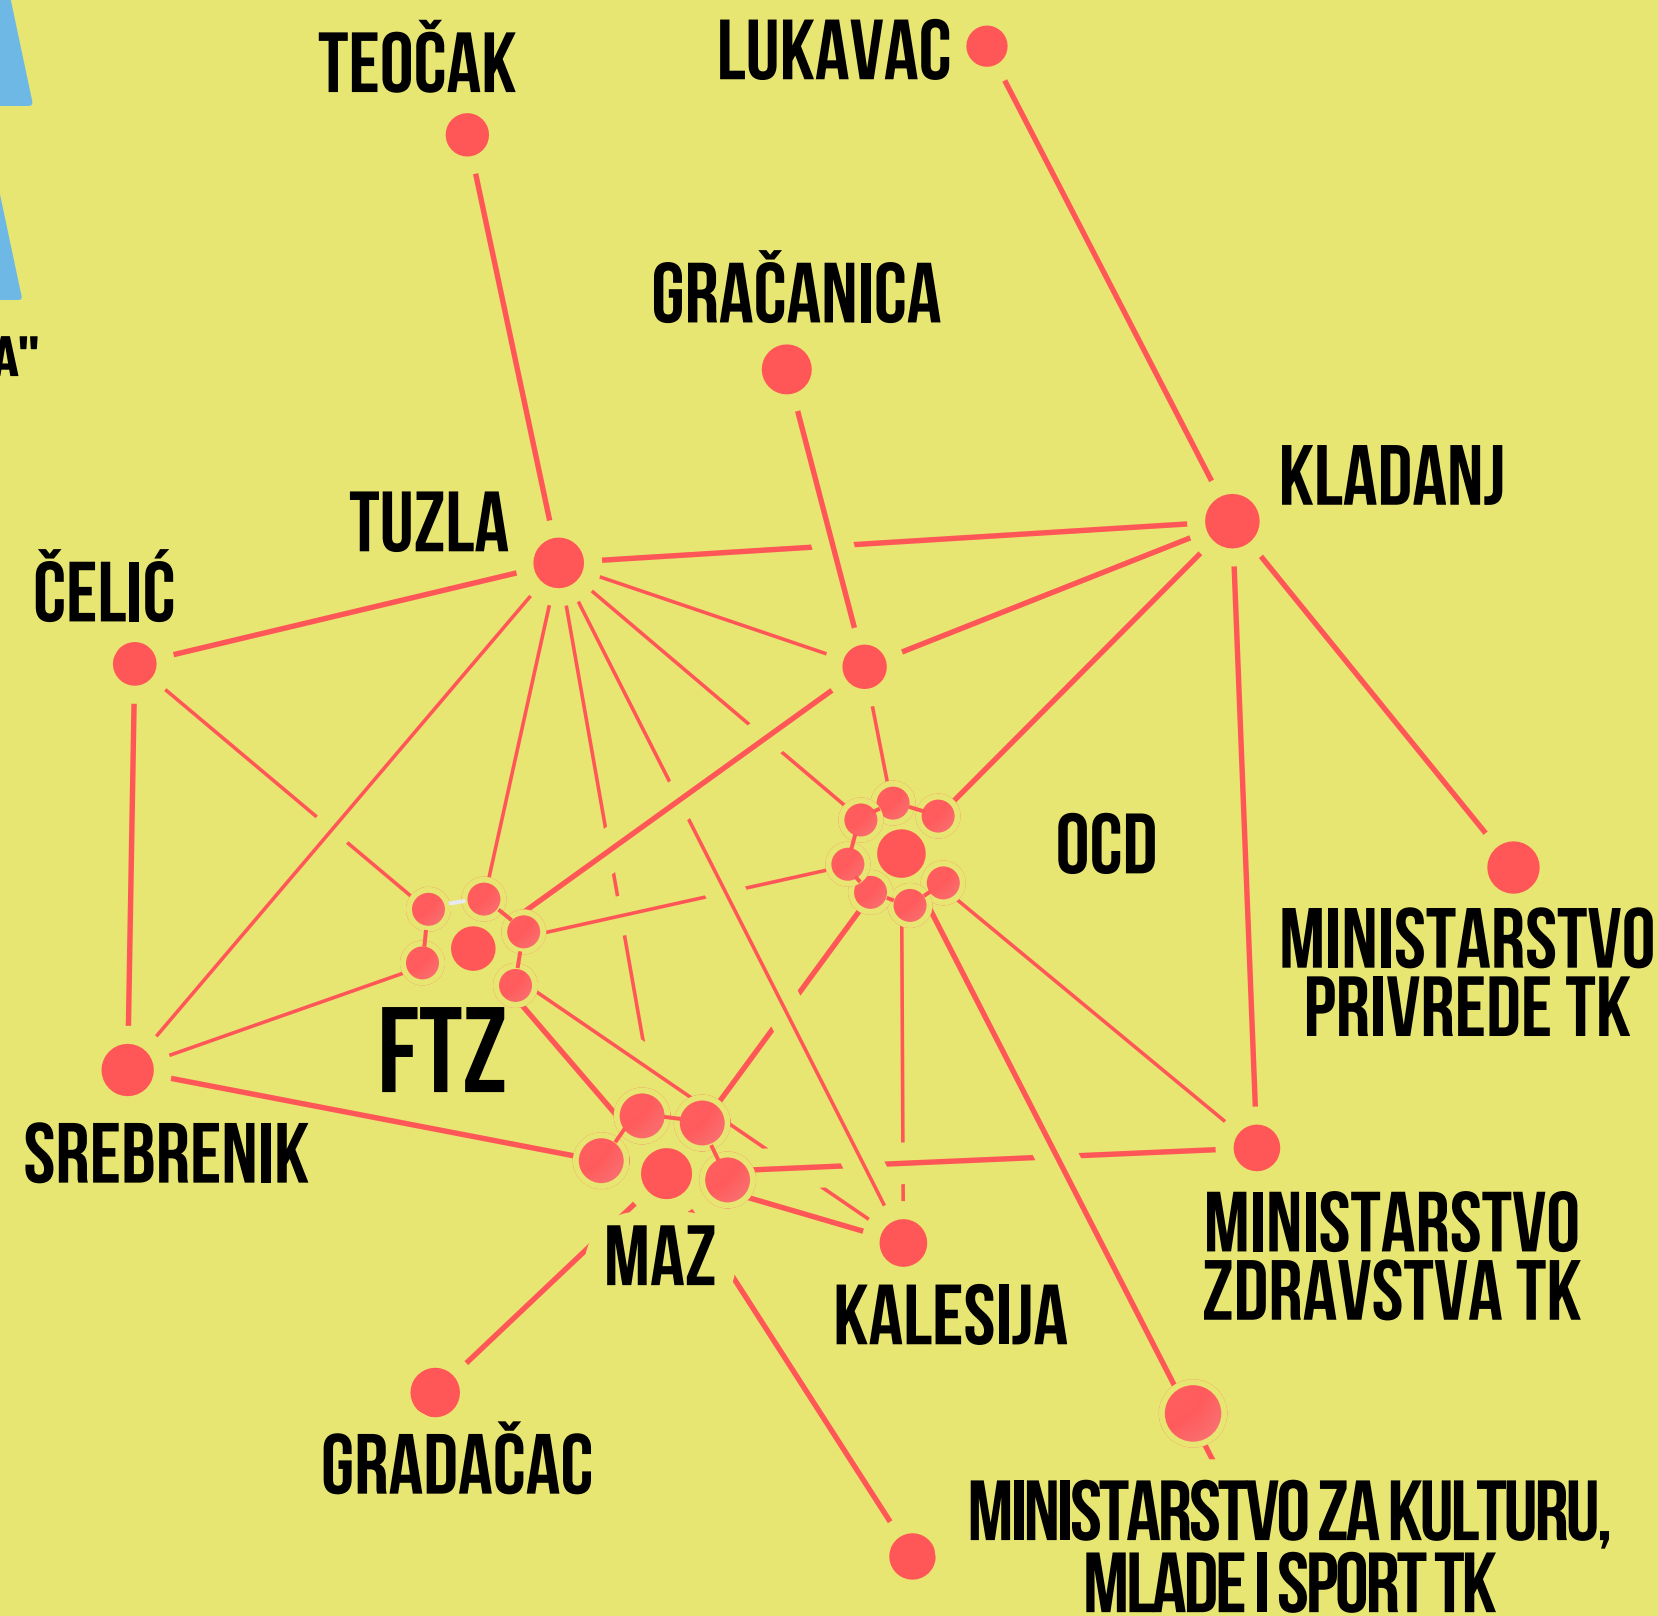 TEOČAK
LUKAVAC
GRAČANICA
A"
KLADANJ
TUZLA
ČELIĆ
OCD
MINISTARSTVO
PRIVREDE TK
FTZ
SREBRENIK
MINISTARSTVO
ZDRAVSTVA TK
MAZ
KALESIJA
GRADAČAC
MINISTARSTVO ZA KULTURU,
MLADE I SPORT TK